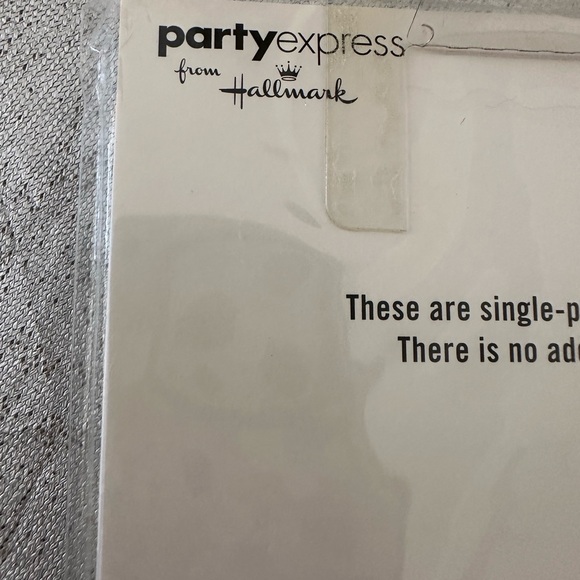 partyexpress
from Hallmark
These are single-p
There is no ad